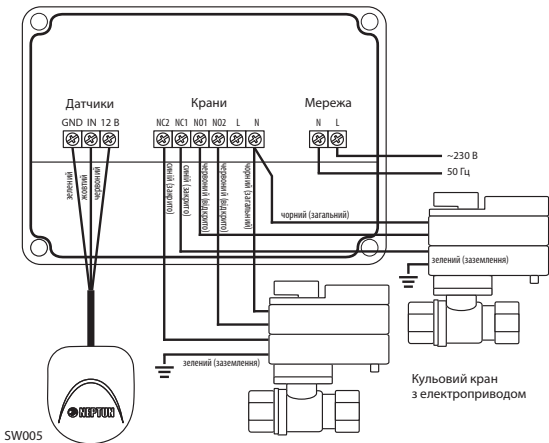 Датчики
Крани
Мережа
GND IN 12 В
NC2 NC1 NO1 NO2 L N
N L
зелений
жовтий
червоний
синій (закрито)
синій (закрито)
червоний (відкрито)
червоний (відкрито)
чорний (загальний)
~230 В
50 Гц
чорний (загальний)
зелений (заземлення)
зелений (заземлення)
Кульовий кран
з електроприводом
NEPTUN
SW005